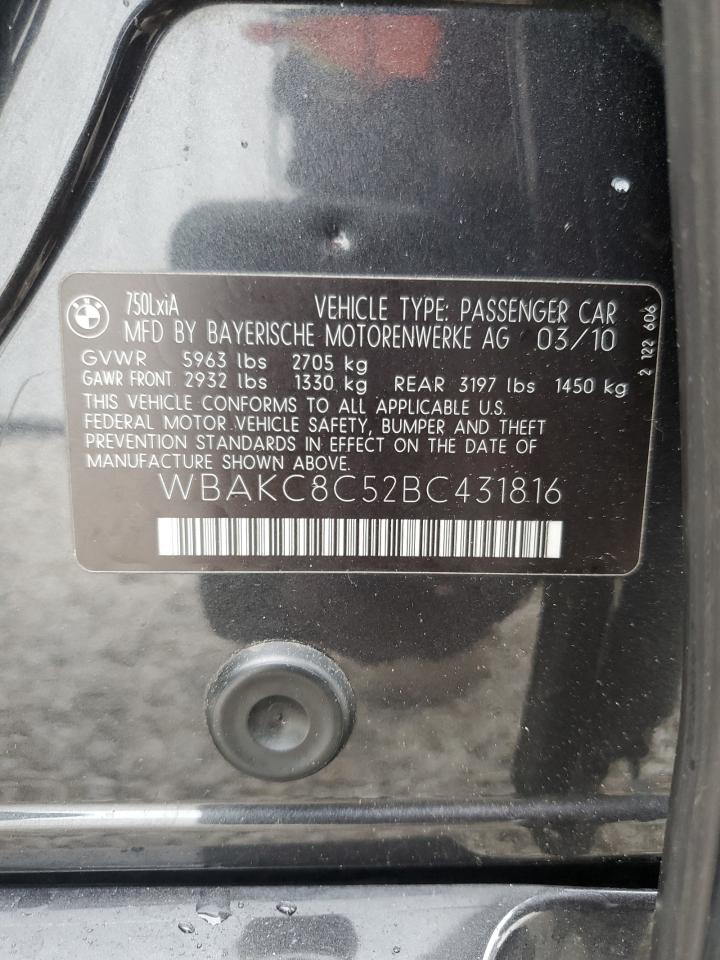 BMW
750LxiA VEHICLE TYPE: PASSENGER CAR
MFD BY BAYERISCHE MOTORENWERKE AG 03/10
GVWR 5963 lbs 2705 kg
GAWR FRONT 2932 lbs 1330 kg REAR 3197 lbs 1450 kg
THIS VEHICLE CONFORMS TO ALL APPLICABLE U.S.
FEDERAL MOTOR VEHICLE SAFETY, BUMPER AND THEFT
PREVENTION STANDARDS IN EFFECT ON THE DATE OF
MANUFACTURE SHOWN ABOVE.
WBAKC8C52BC431816
2 122 606